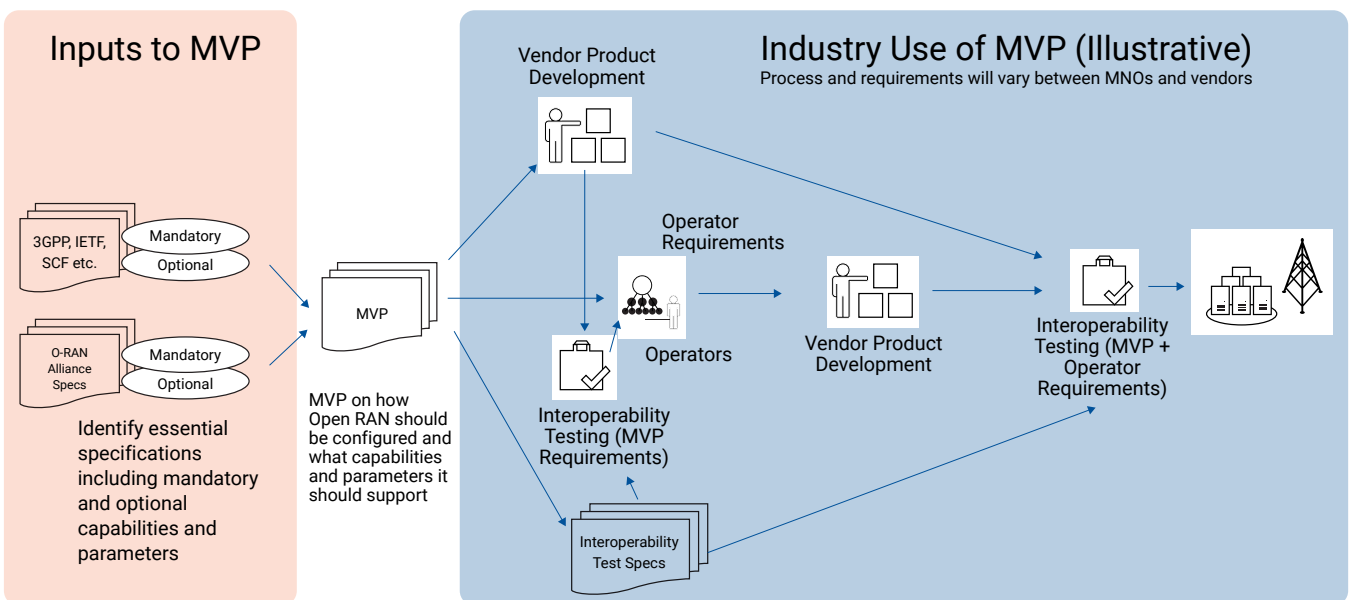 Inputs to MVP
3GPP, IETF,
SCF etc.
Mandatory
Optional
O-RAN
Alliance
Specs
Mandatory
Optional
Identify essential
specifications
including mandatory
and optional
capabilities and
parameters
MVP
MVP on how
Open RAN should
be configured and
what capabilities
and parameters it
should support
Industry Use of MVP (Illustrative)
Process and requirements will vary between MNOs and vendors
Vendor Product
Development
Operator
Requirements
Operators
Interoperability
Testing (MVP
Requirements)
Interoperability
Test Specs
Vendor Product
Development
Interoperability
Testing (MVP +
Operator
Requirements)